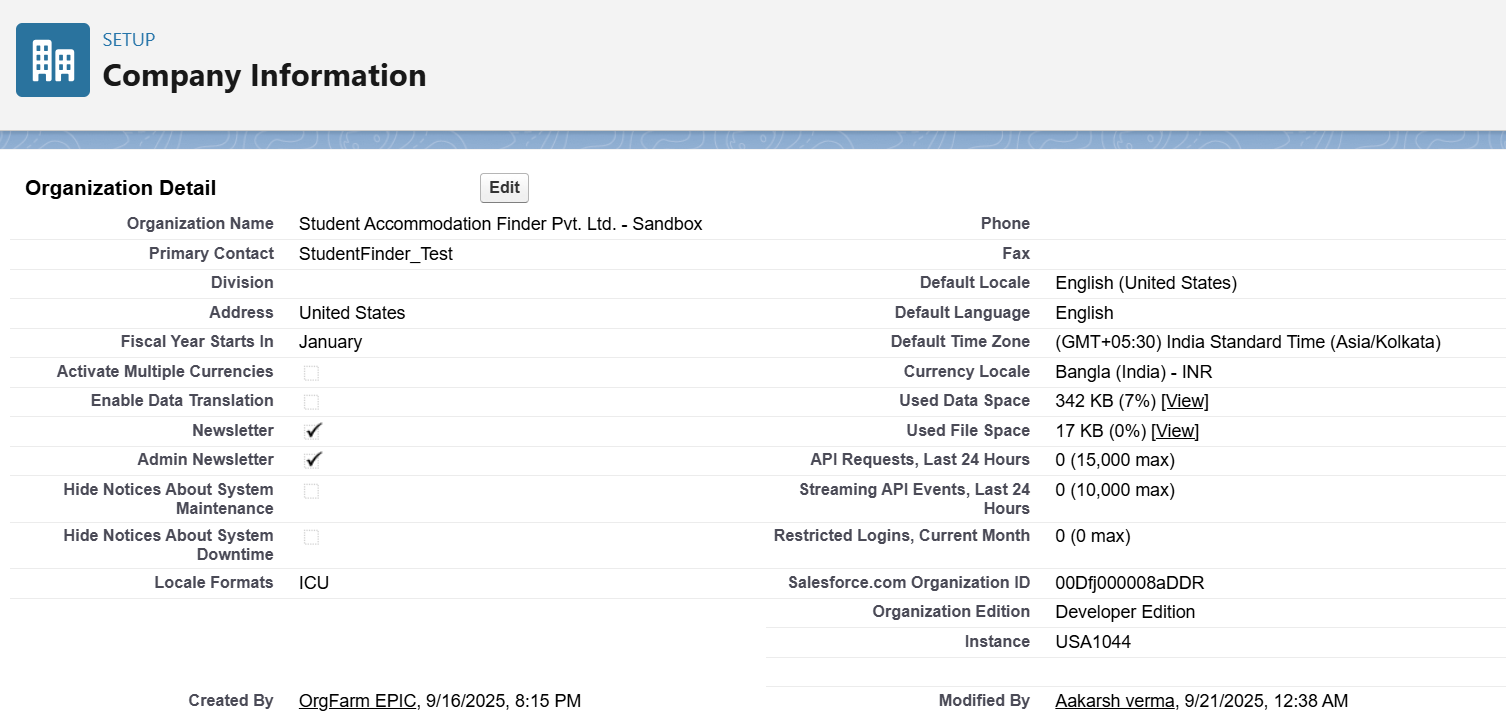 SETUP
Company Information
Organization Detail Edit
Organization Name Student Accommodation Finder Pvt. Ltd. - Sandbox Phone
Primary Contact StudentFinder_Test Fax
Division Default Locale English (United States)
Address United States Default Language English
Fiscal Year Starts In January Default Time Zone (GMT+05:30) India Standard Time (Asia/Kolkata)
Activate Multiple Currencies Currency Locale Bangla (India) - INR
Enable Data Translation Used Data Space 342 KB (7%) [View]
Newsletter Used File Space 17 KB (0%) [View]
Admin Newsletter API Requests, Last 24 Hours 0 (15,000 max)
Hide Notices About System Streaming API Events, Last 24 0 (10,000 max)
Maintenance Hours
Hide Notices About System Restricted Logins, Current Month 0 (0 max)
Downtime
Locale Formats ICU Salesforce.com Organization ID 00Dfj000008aDDR
Organization Edition Developer Edition
Instance USA1044
Created By OrgFarm EPIC, 9/16/2025, 8:15 PM Modified By Aakarsh verma, 9/21/2025, 12:38 AM